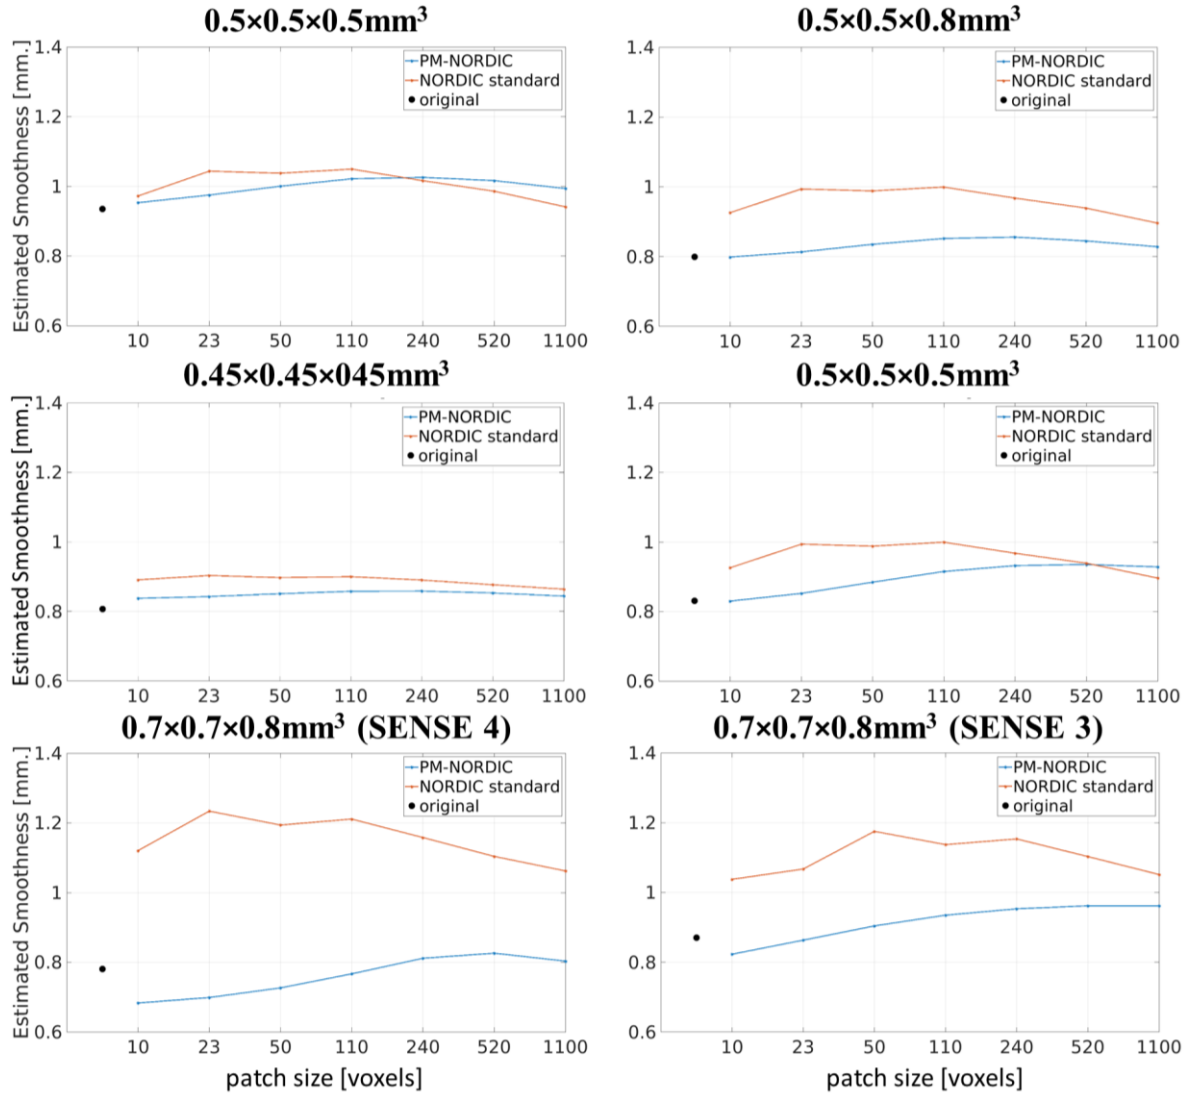 0.5×0.5×0.5mm³
0.5×0.5×0.8mm³
Estimated Smoothness [mm.]
1.4
1.2
1
0.8
0.6
PM-NORDIC
NORDIC standard
original
10 23 50 110 240 520 1100
1.4
1.2
1
0.8
0.6
PM-NORDIC
NORDIC standard
original
10 23 50 110 240 520 1100
0.45×0.45×045mm³
0.5×0.5×0.5mm³
Estimated Smoothness [mm.]
1.4
1.2
1
0.8
0.6
PM-NORDIC
NORDIC standard
original
10 23 50 110 240 520 1100
1.4
1.2
1
0.8
0.6
PM-NORDIC
NORDIC standard
original
10 23 50 110 240 520 1100
0.7×0.7×0.8mm³ (SENSE 4)
0.7×0.7×0.8mm³ (SENSE 3)
Estimated Smoothness [mm.]
1.4
1.2
1
0.8
0.6
PM-NORDIC
NORDIC standard
original
10 23 50 110 240 520 1100
patch size [voxels]
1.4
1.2
1
0.8
0.6
PM-NORDIC
NORDIC standard
original
10 23 50 110 240 520 1100
patch size [voxels]